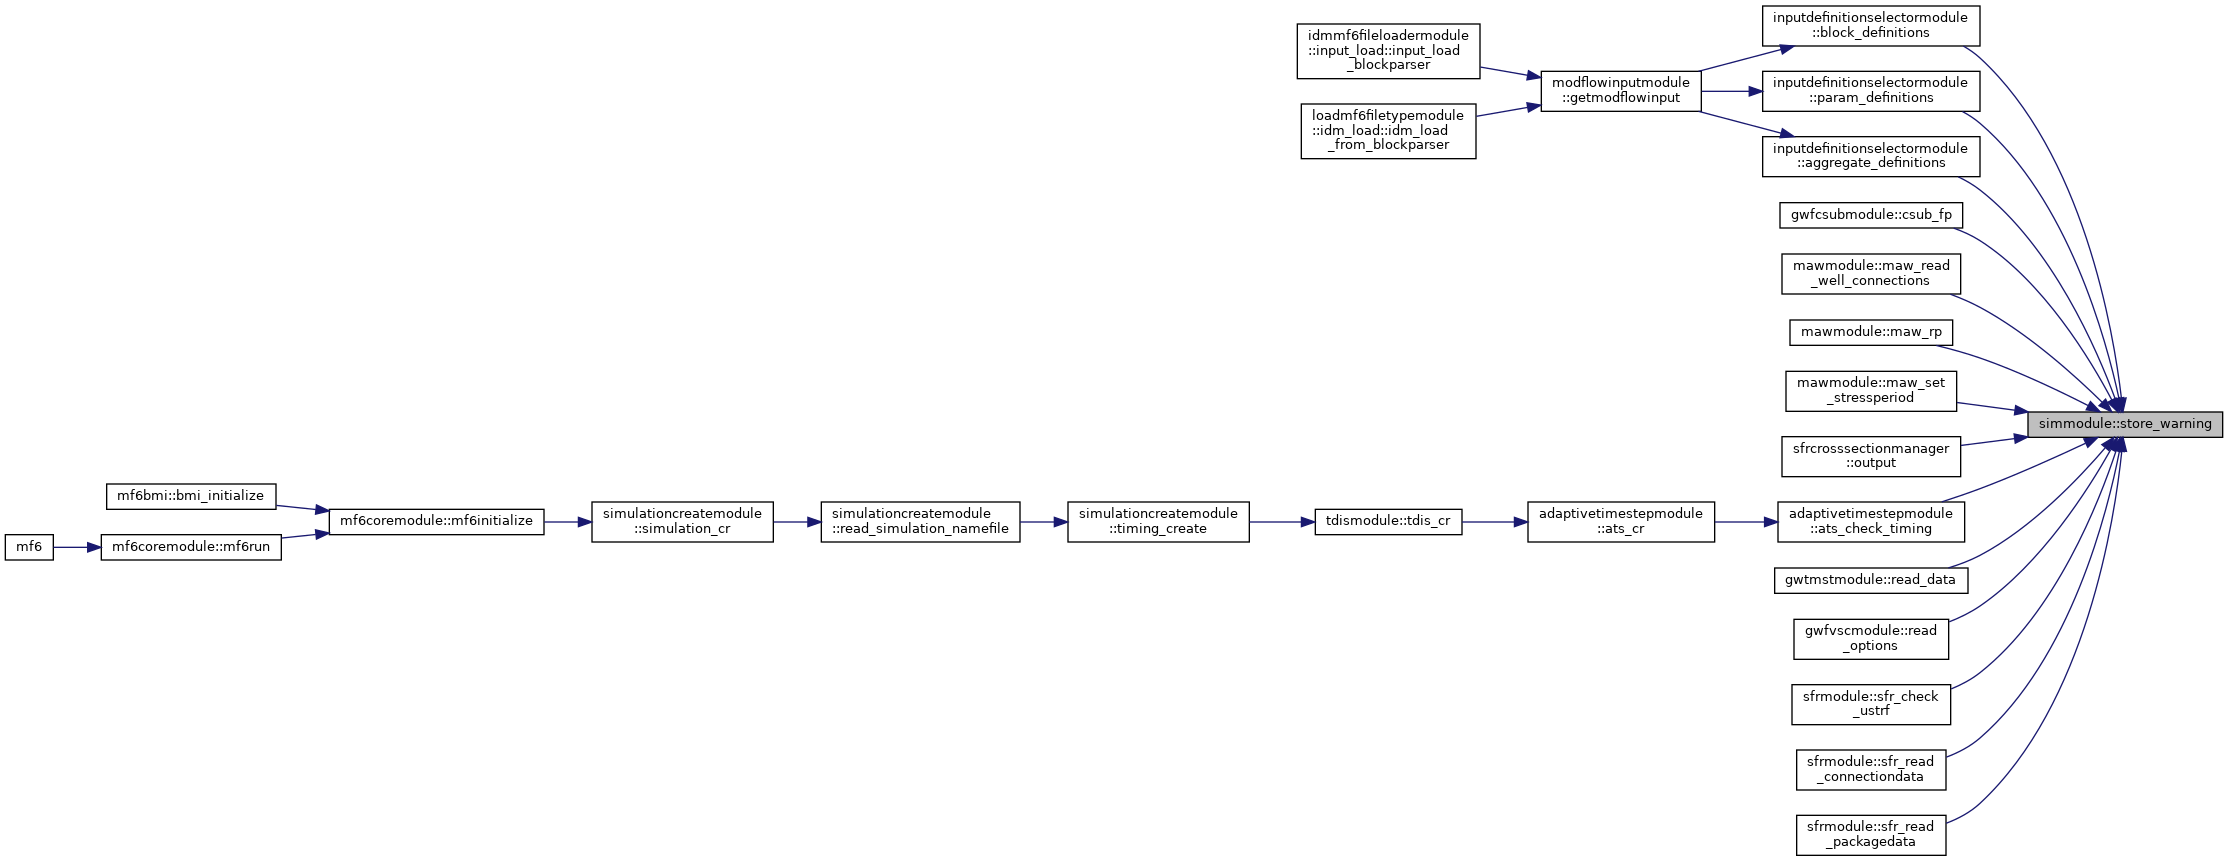 inputdefinitionselectormodule
::block_definitions
idmmf6fileloadermodule
::input_load::input_load
_blockparser
modflowinputmodule
::getmodflowinput
inputdefinitionselectormodule
::param_definitions
loadmf6filetypemodule
::idm_load::idm_load
_from_blockparser
inputdefinitionselectormodule
::aggregate_definitions
gwfcsubmodule::csub_fp
mawmodule::maw_read
_well_connections
mawmodule::maw_rp
mawmodule::maw_set
_stressperiod
simmodule::store_warning
sfrcrosssectionmanager
::output
mf6bmi::bmi_initialize
mf6coremodule::mf6initialize
simulationcreatemodule
::simulation_cr
simulationcreatemodule
::read_simulation_namefile
simulationcreatemodule
::timing_create
tdismodule::tdis_cr
adaptivetimestepmodule
::ats_cr
adaptivetimestepmodule
::ats_check_timing
mf6
mf6coremodule::mf6run
gwtmstmodule::read_data
gwfvscmodule::read
_options
sfrmodule::sfr_check
_ustrf
sfrmodule::sfr_read
_connectiondata
sfrmodule::sfr_read
_packagedata